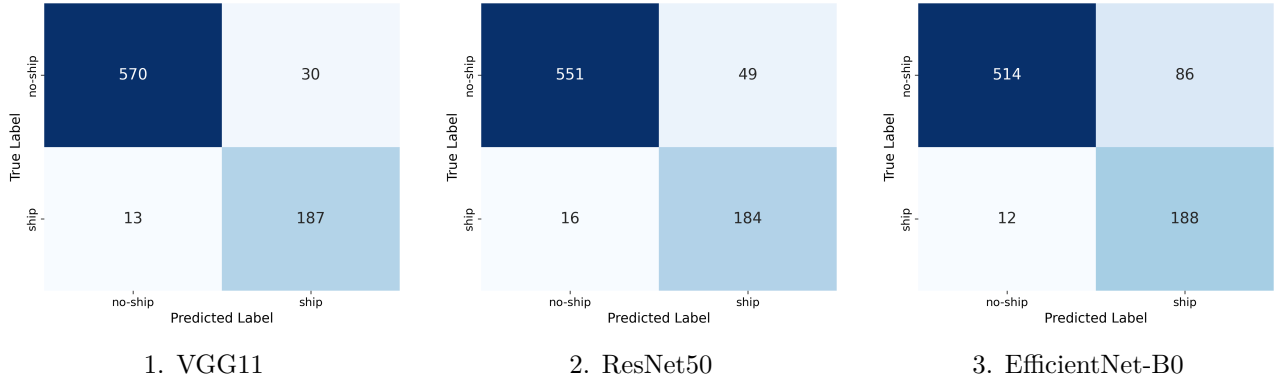 no-ship
570
30
True Label
ship
13
187
no-ship
ship
Predicted Label
1. VGG11
no-ship
551
49
True Label
ship
16
184
no-ship
ship
Predicted Label
2. ResNet50
no-ship
514
86
True Label
ship
12
188
no-ship
ship
Predicted Label
3. EfficientNet-B0